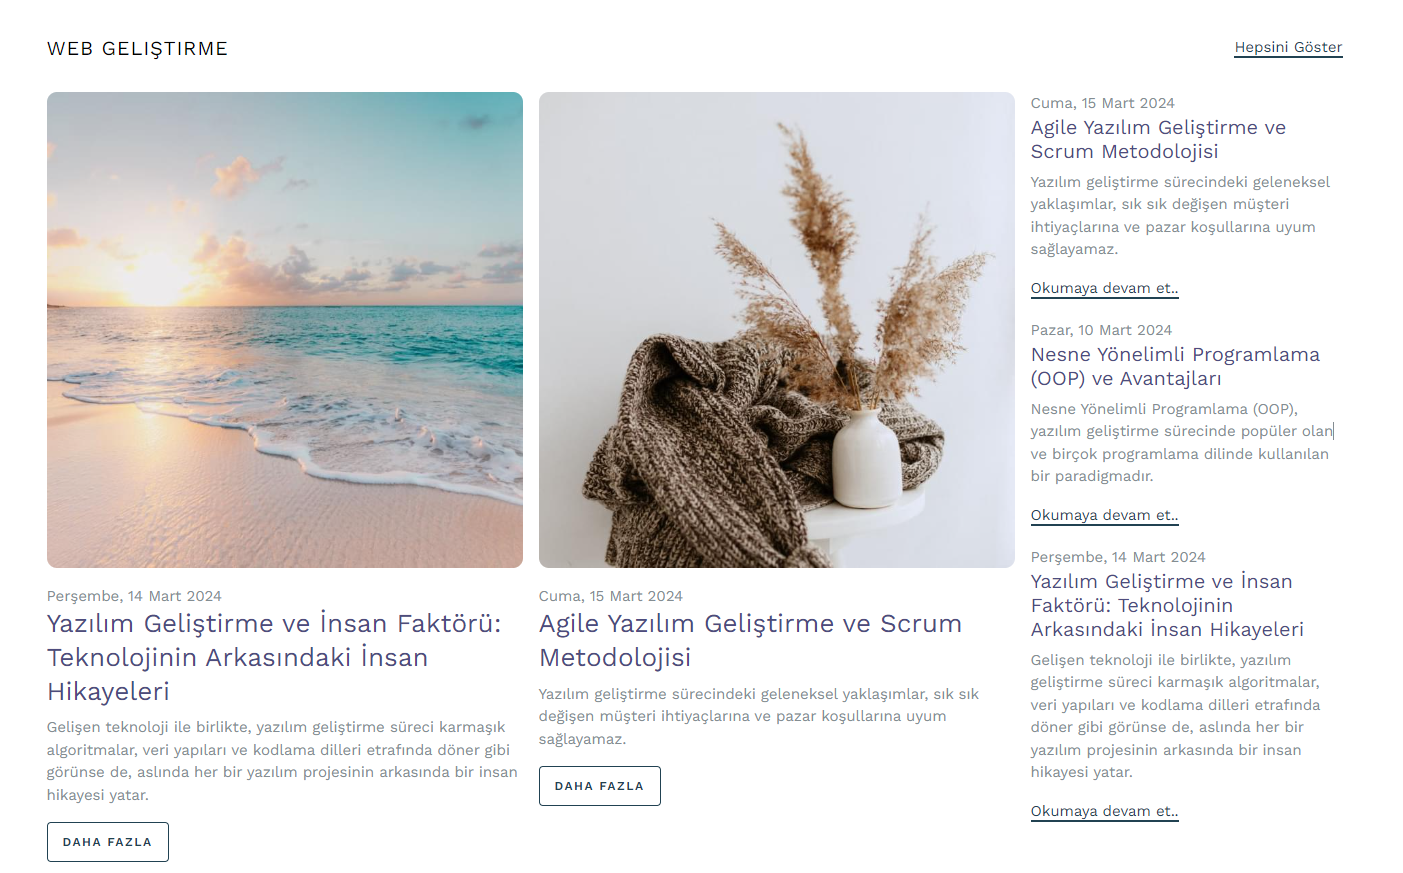 WEB GELIŞTIRME
Hepsini Göster
Perşembe, 14 Mart 2024
Yazılım Geliştirme ve İnsan Faktörü:
Teknolojinin Arkasındaki İnsan
Hikayeleri
Gelişen teknoloji ile birlikte, yazılım geliştirme süreci karmaşık
algoritmalar, veri yapıları ve kodlama dilleri etrafında döner gibi
görünse de, aslında her bir yazılım projesinin arkasında bir insan
hikayesi yatar.
DAHA FAZLA
Cuma, 15 Mart 2024
Agile Yazılım Geliştirme ve Scrum
Metodolojisi
Yazılım geliştirme sürecindeki geleneksel yaklaşımlar, sık sık
değişen müşteri ihtiyaçlarına ve pazar koşullarına uyum
sağlayamaz.
DAHA FAZLA
Cuma, 15 Mart 2024
Agile Yazılım Geliştirme ve
Scrum Metodolojisi
Yazılım geliştirme sürecindeki geleneksel
yaklaşımlar, sık sık değişen müşteri
ihtiyaçlarına ve pazar koşullarına uyum
sağlayamaz.
Okumaya devam et..
Pazar, 10 Mart 2024
Nesne Yönelimli Programlama
(OOP) ve Avantajları
Nesne Yönelimli Programlama (OOP),
yazılım geliştirme sürecinde popüler olan
ve birçok programlama dilinde kullanılan
bir paradigmadır.
Okumaya devam et..
Perşembe, 14 Mart 2024
Yazılım Geliştirme ve İnsan
Faktörü: Teknolojinin
Arkasındaki İnsan Hikayeleri
Gelişen teknoloji ile birlikte, yazılım
geliştirme süreci karmaşık algoritmalar,
veri yapıları ve kodlama dilleri etrafında
döner gibi görünse de, aslında her bir
yazılım projesinin arkasında bir insan
hikayesi yatar.
Okumaya devam et..